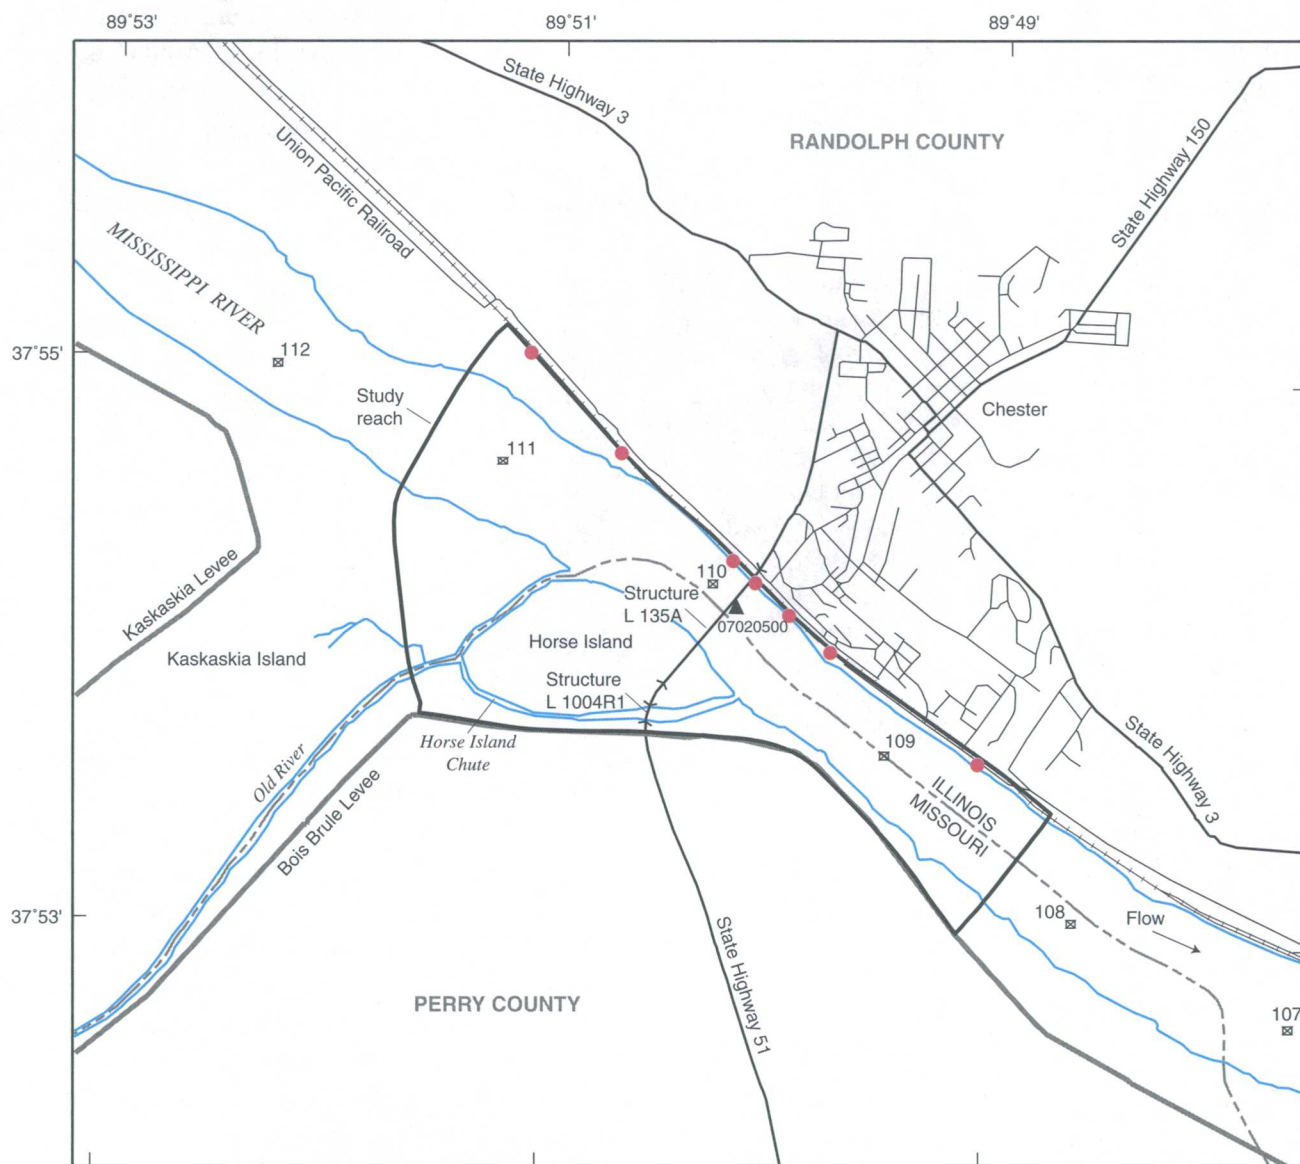 89°53'
89°51'
89°49'
State Highway 3
RANDOLPH COUNTY
State Highway 150
Union Pacific Railroad
MISSISSIPPI RIVER
112
37°55'
Study
reach
Chester
111
110
Structure
L 135A
07020500
Kaskaskia Levee
Horse Island
Kaskaskia Island
Structure
L 1004R1
Horse Island
Chute
109
Old River
Bois Brule Levee
ILLINOIS
MISSOURI
State Highway 3
37°53'
108
Flow
State Highway 51
PERRY COUNTY
107